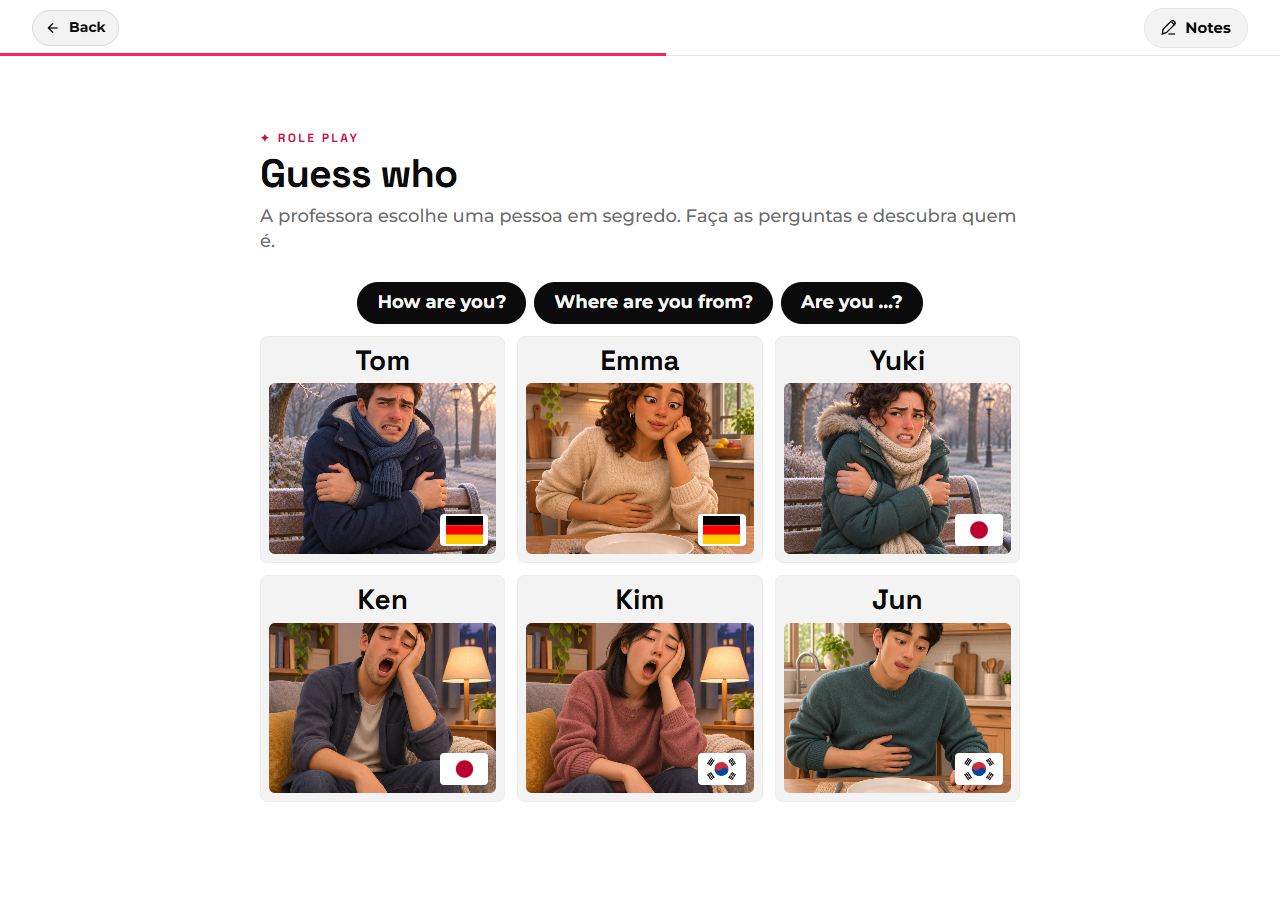 Back
Notes
✦ ROLE PLAY
Guess who
A professora escolhe uma pessoa em segredo. Faça as perguntas e descubra quem
é.
How are you?
Where are you from?
Are you ...?
Tom
Emma
Yuki
Ken
Kim
Jun